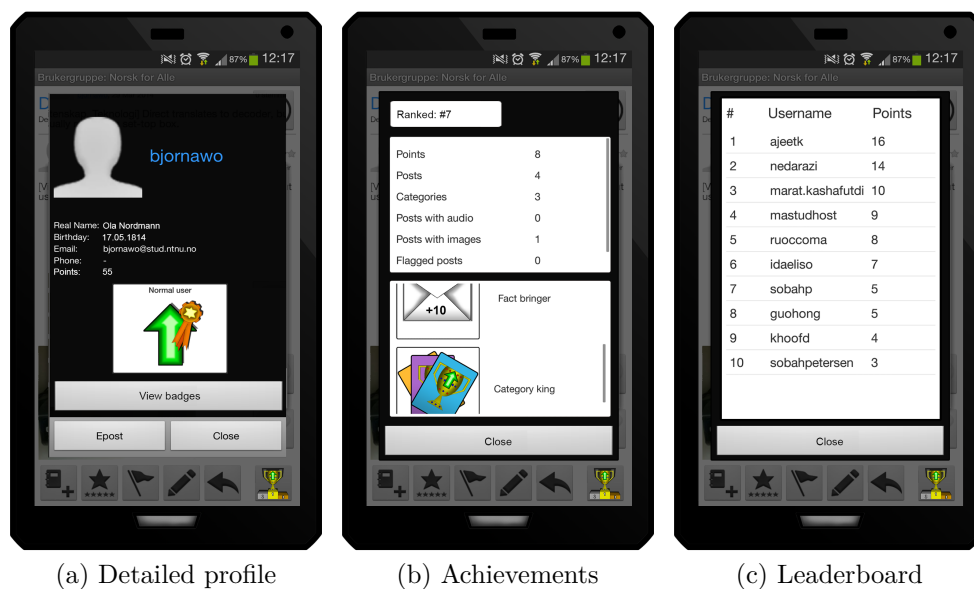 87% 12:17
Brukergruppe: Norsk for Alle
bjornawo
Real Name: Ola Nordmann
Birthday: 17.05.1814
Email: bjornawo@stud.ntnu.no
Phone: -
Points: 55
Normal user
View badges
Epost Close
(a) Detailed profile
87% 12:17
Brukergruppe: Norsk for Alle
Ranked: #7
Points 8
Posts 4
Categories 3
Posts with audio 0
Posts with images 1
Flagged posts 0
+10
Fact bringer
Category king
Close
(b) Achievements
87% 12:17
Brukergruppe: Norsk for Alle
# Username Points
1 ajeetk 16
2 nedarazi 14
3 marat.kashafutdi 10
4 mastudhost 9
5 ruoccoma 8
6 idaeliso 7
7 sobahp 5
8 guohong 5
9 khoofd 4
10 sobahpetersen 3
Close
(c) Leaderboard